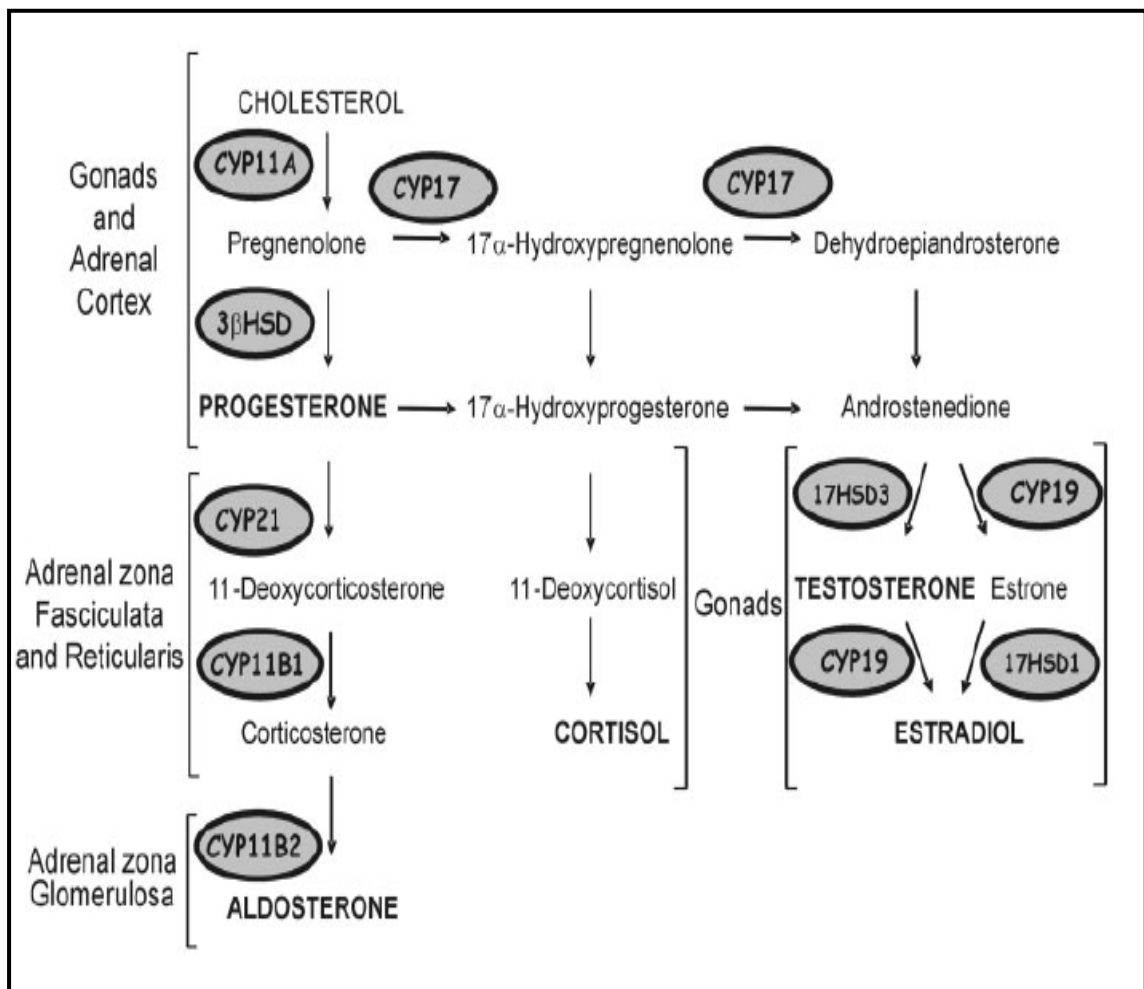 CHOLESTEROL
CYP11A
CYP17
CYP17
Gonads
and
Adrenal
Cortex
Pregnenolone
17α-Hydroxypregnenolone
Dehydroepiandrosterone
3βHSD
PROGESTERONE
17α-Hydroxyprogesterone
Androstenedione
Adrenal zona
Fasciculata
and Reticularis
CYP21
17HSD3
CYP19
11-Deoxycorticosterone
11-Deoxycortisol
Gonads
TESTOSTERONE
Estrone
CYP11B1
CYP19
17HSD1
Corticosterone
CORTISOL
ESTRADIOL
Adrenal zona
Glomerulosa
CYP11B2
ALDOSTERONE